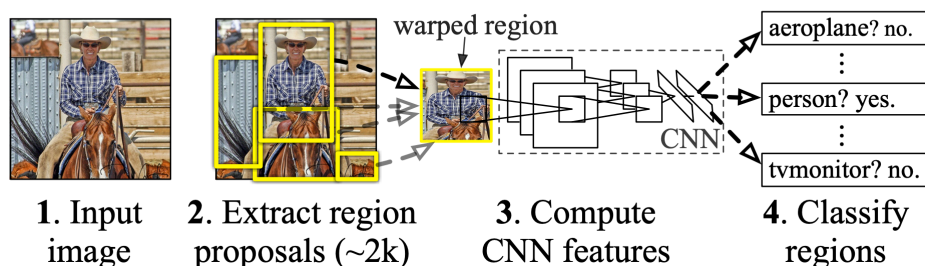 warped region
aeroplane? no.
person? yes.
tvmonitor? no.
CNN
1. Input
image
2. Extract region
proposals (~2k)
3. Compute
CNN features
4. Classify
regions